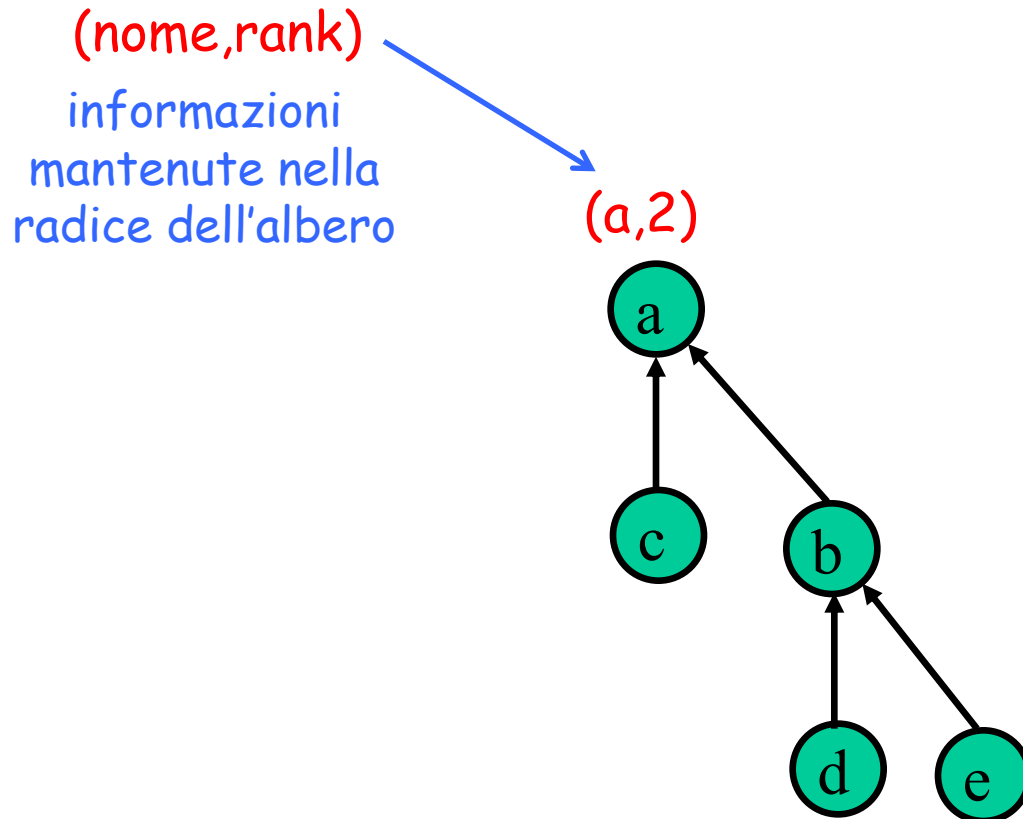 (nome,rank)
informazioni
mantenute nella
radice dell'albero
(a,2)
a
c
b
d
e